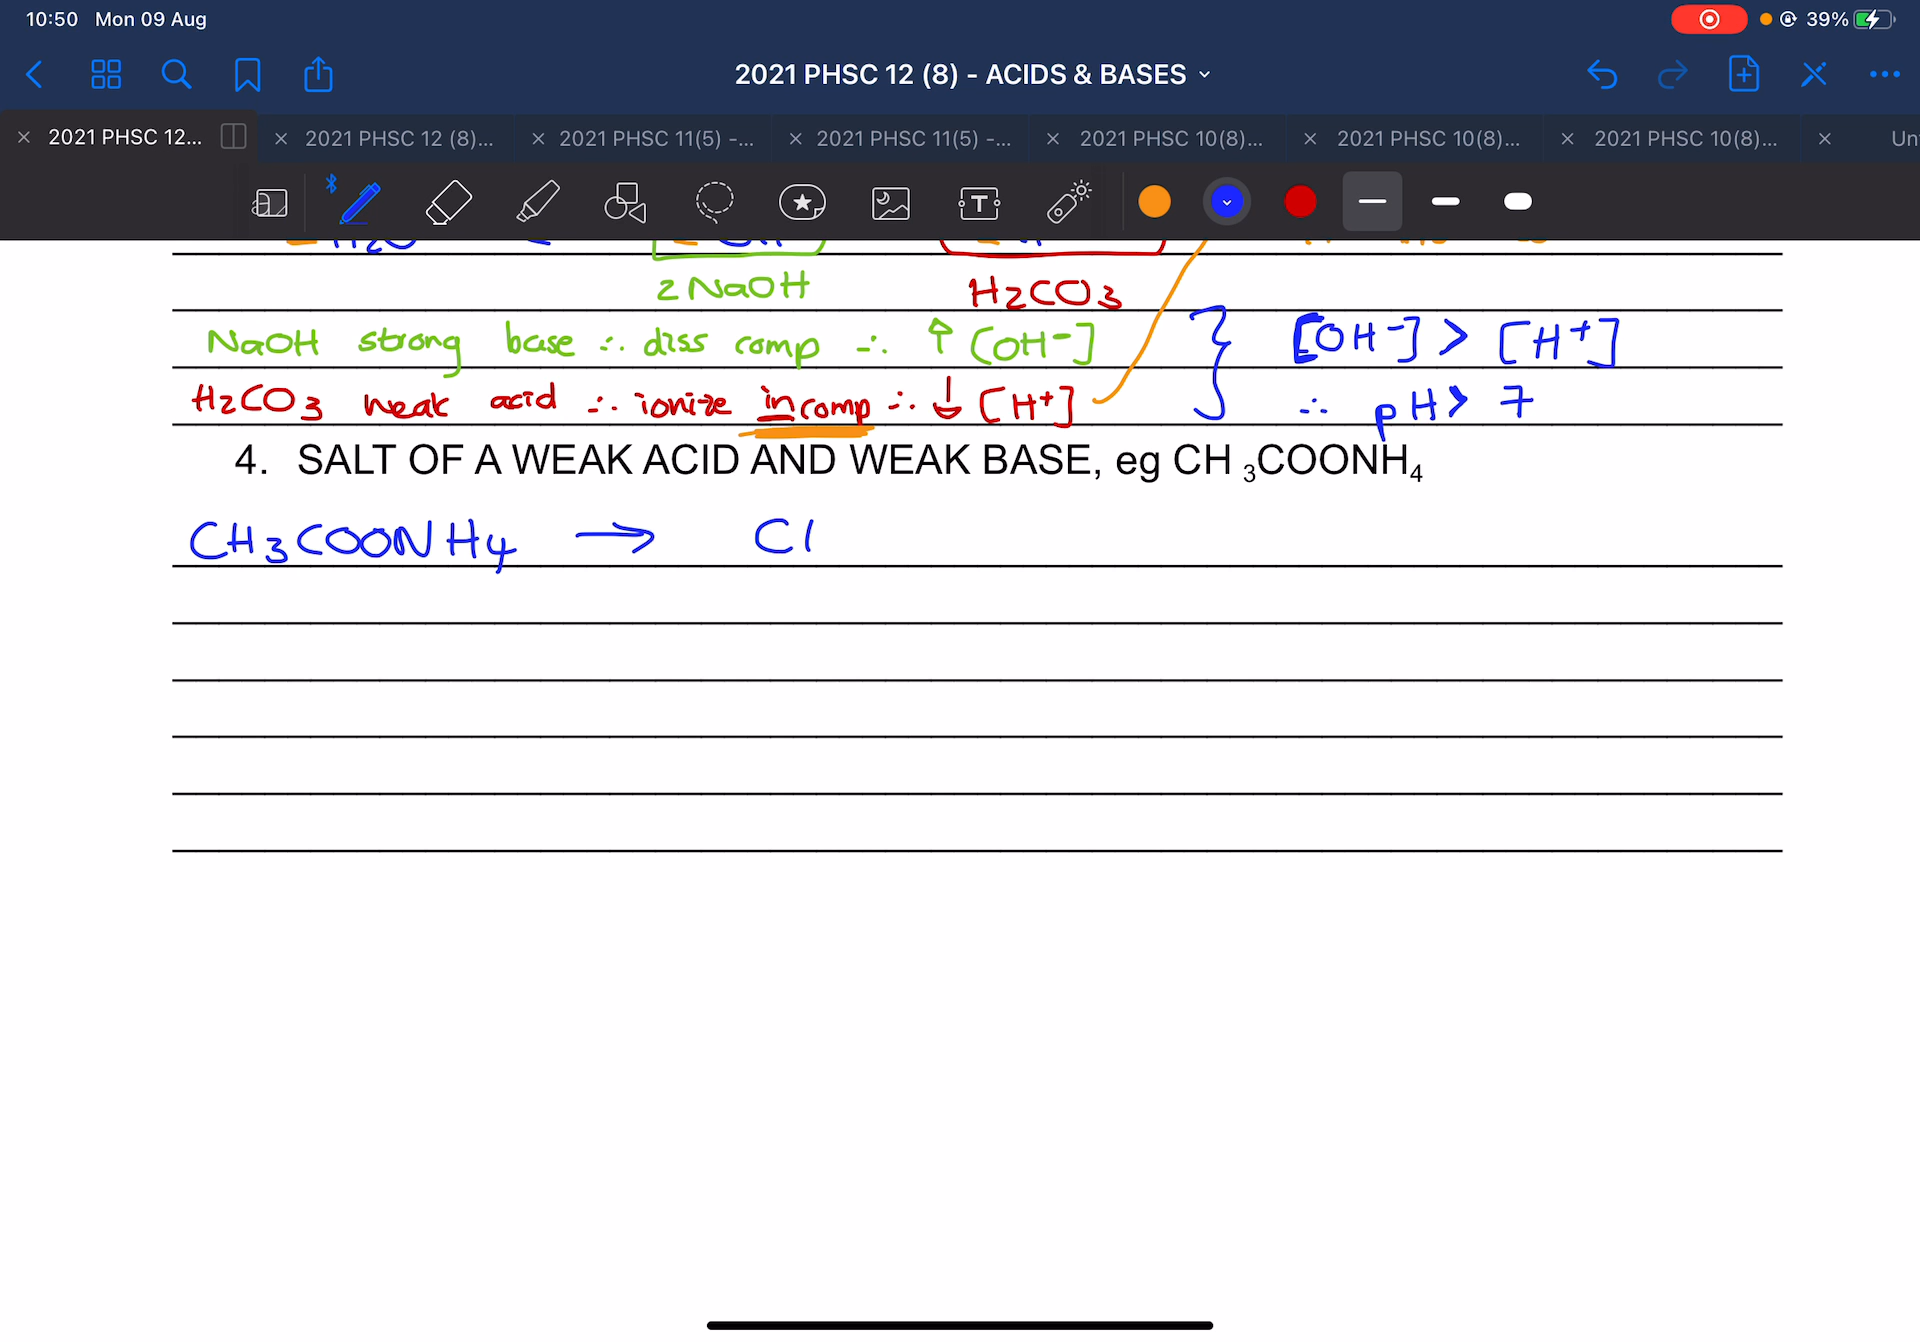 10:50 Mon 09 Aug
39%
2021 PHSC 12 (8) - ACIDS & BASES
2021 PHSC 12... 2021 PHSC 12 (8)... 2021 PHSC 11(5) -... 2021 PHSC 11(5) -... 2021 PHSC 10(8)... 2021 PHSC 10(8)... 2021 PHSC 10(8)... Un
2 NaOH H₂CO₃
NaOH strong base ∴ diss comp ∴ ↑ [OH⁻] } [OH⁻] > [H⁺]
H₂CO₃ weak acid ∴ ionize incomp ∴ ↓ [H⁺] ∴ pH > 7
4. SALT OF A WEAK ACID AND WEAK BASE, eg CH₃COONH₄
CH₃COONH₄ → Cl